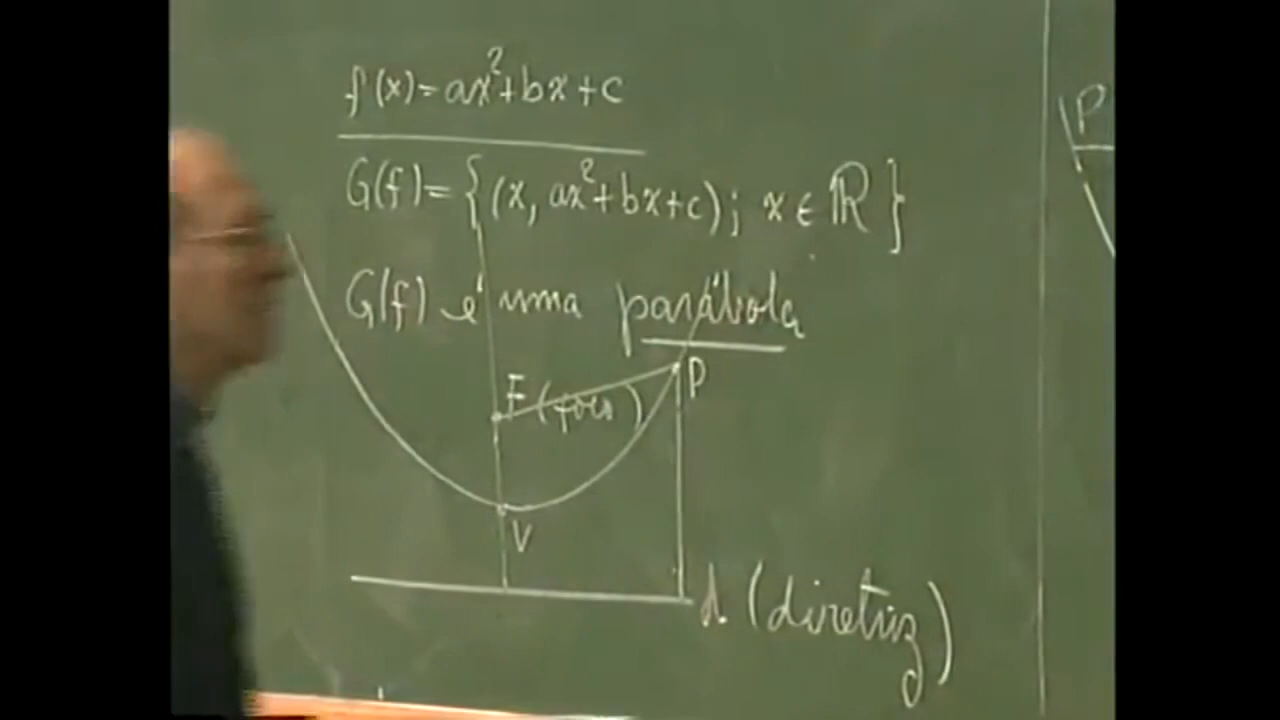 f(x)=ax²+bx+c
G(f)={(x, ax²+bx+c); x∈ℝ}
G(f) é uma parábola
P
F (foco)
P
V
d (diretriz)